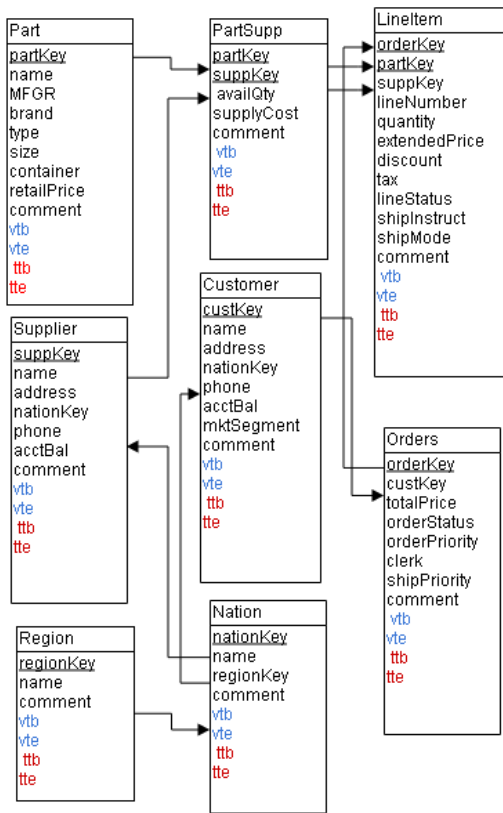 Part
partKey
name
MFGR
brand
type
size
container
retailPrice
comment
vtb
vte
ttb
tte
PartSupp
partKey
suppKey
availQty
supplyCost
comment
vtb
vte
ttb
tte
LineItem
orderKey
partKey
suppKey
lineNumber
quantity
extendedPrice
discount
tax
lineStatus
shipInstruct
shipMode
comment
vtb
vte
ttb
tte
Supplier
suppKey
name
address
nationKey
phone
acctBal
comment
vtb
vte
ttb
tte
Customer
custKey
name
address
nationKey
phone
acctBal
mktSegment
comment
vtb
vte
ttb
tte
Orders
orderKey
custKey
totalPrice
orderStatus
orderPriority
clerk
shipPriority
comment
vtb
vte
ttb
tte
Region
regionKey
name
comment
vtb
vte
ttb
tte
Nation
nationKey
name
regionKey
comment
vtb
vte
ttb
tte